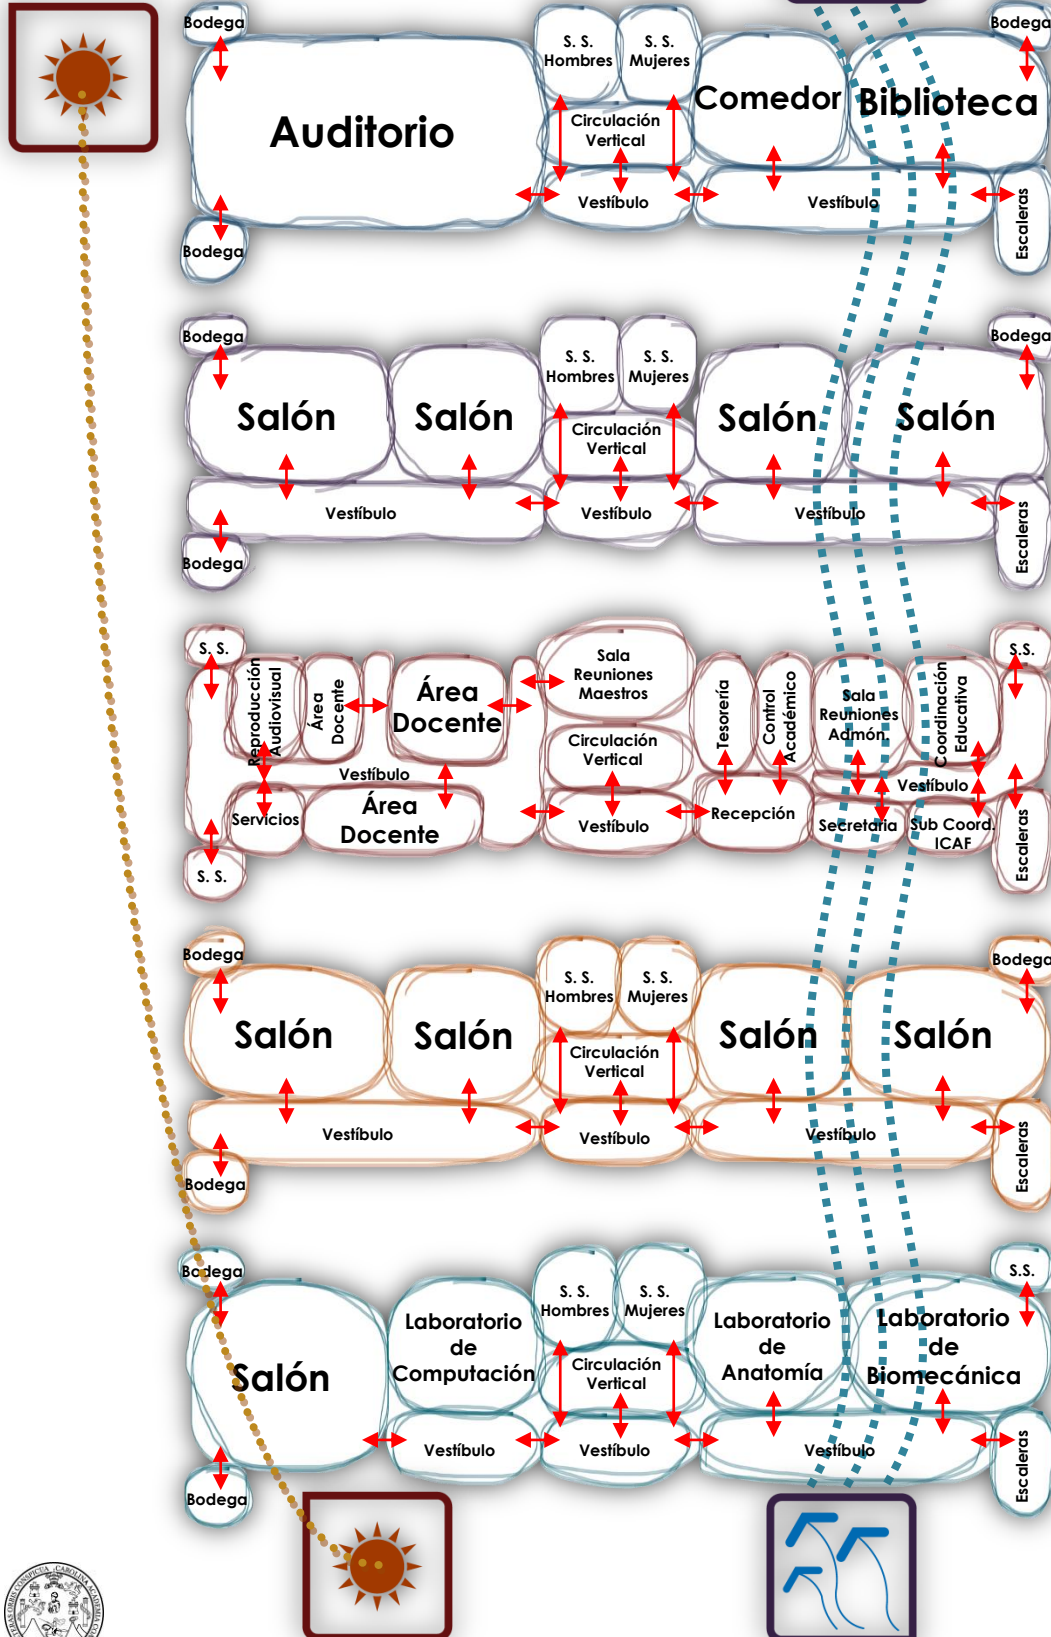 Bodega
S. S.
Hombres
S. S.
Mujeres
Bodega
Auditorio
Circulación
Vertical
Comedor
Biblioteca
Vestíbulo
Vestíbulo
Escaleras
Bodega
Bodega
S. S.
Hombres
S. S.
Mujeres
Bodega
Salón
Salón
Circulación
Vertical
Salón
Salón
Vestíbulo
Vestíbulo
Vestíbulo
Escaleras
Bodega
S. S.
Reproducción
Audiovisual
Área
Docente
Área
Docente
Sala
Reuniones
Maestros
Tesorería
Control
Académico
Sala
Reuniones
Admón.
Coordinación
Educativa
S.S.
Circulación
Vertical
Vestíbulo
Vestíbulo
Servicios
Área
Docente
Vestíbulo
Recepción
Secretaria
Sub Coord.
ICAF
Escaleras
S. S.
Bodega
S. S.
Hombres
S. S.
Mujeres
Bodega
Salón
Salón
Circulación
Vertical
Salón
Salón
Vestíbulo
Vestíbulo
Vestíbulo
Escaleras
Bodega
Bodega
S. S.
Hombres
S. S.
Mujeres
S.S.
Salón
Laboratorio
de
Computación
Circulación
Vertical
Laboratorio
de
Anatomía
Laboratorio
de
Biomecánica
Vestíbulo
Vestíbulo
Vestíbulo
Escaleras
Bodega